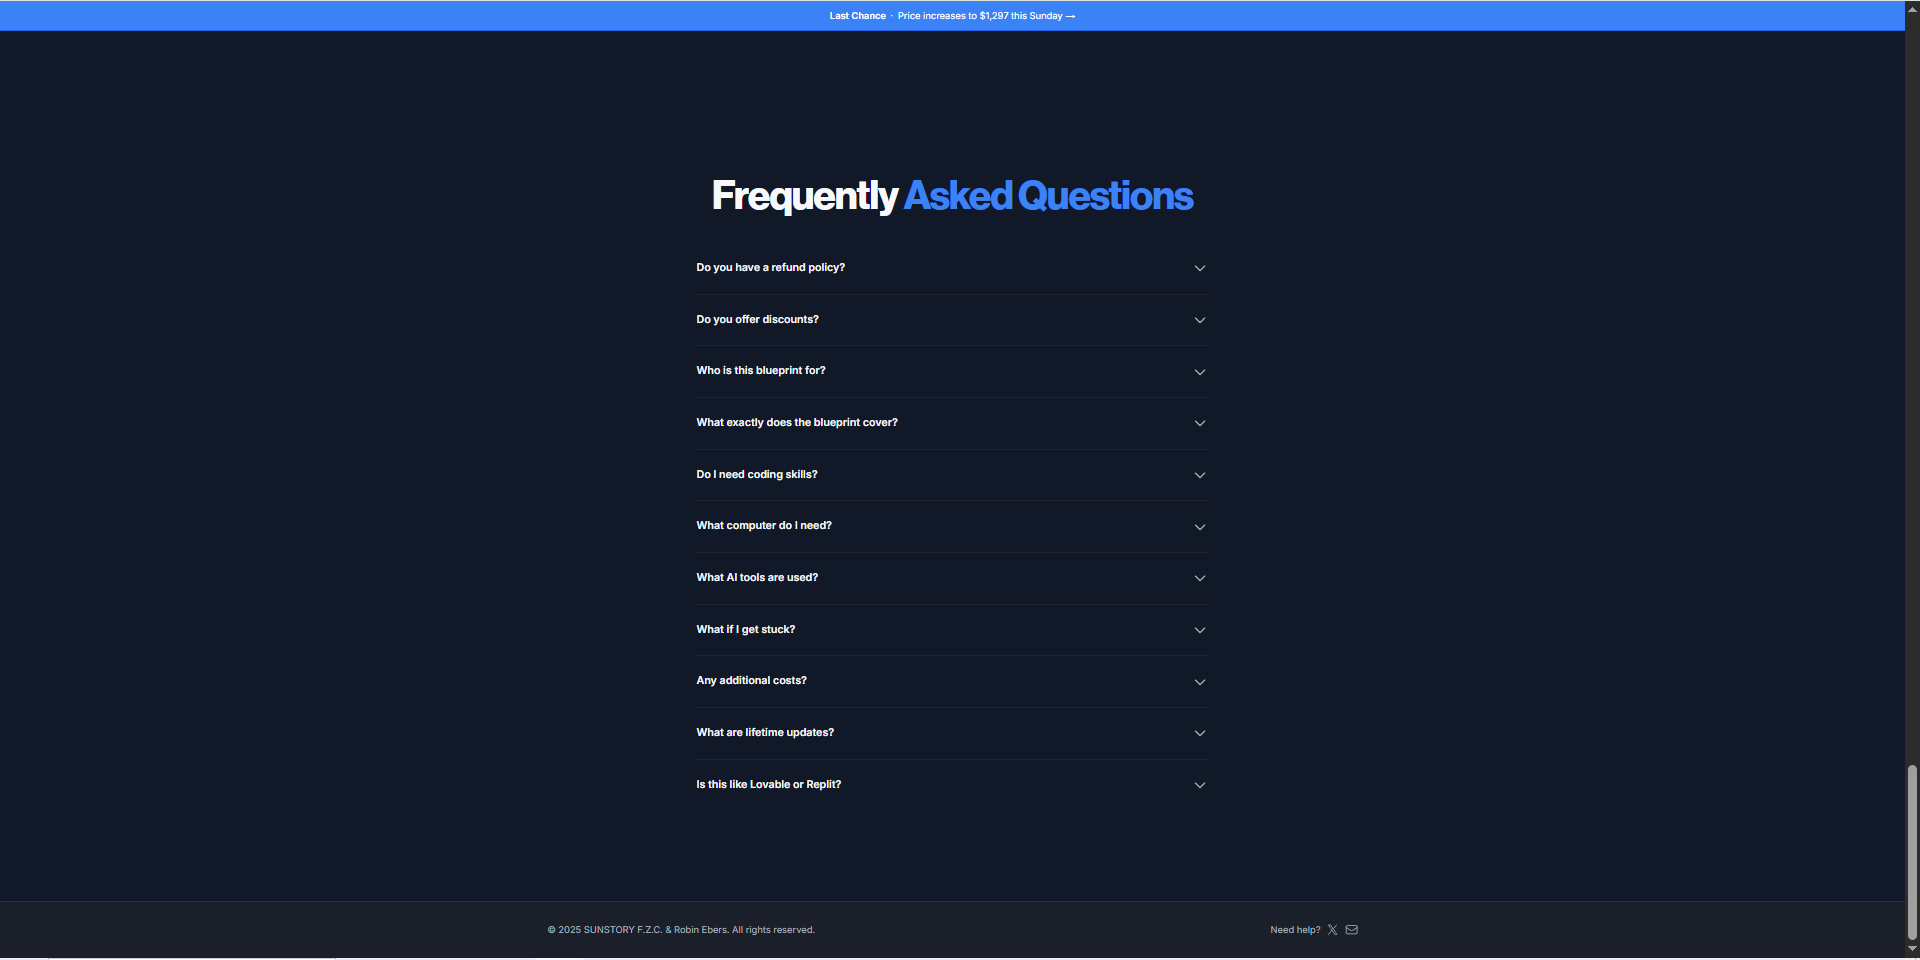 Last Chance · Price increases to $1,297 this Sunday →
Frequently Asked Questions
Do you have a refund policy?
Do you offer discounts?
Who is this blueprint for?
What exactly does the blueprint cover?
Do I need coding skills?
What computer do I need?
What AI tools are used?
What if I get stuck?
Any additional costs?
What are lifetime updates?
Is this like Lovable or Replit?
© 2025 SUNSTORY F.Z.C. & Robin Ebers. All rights reserved.
Need help?